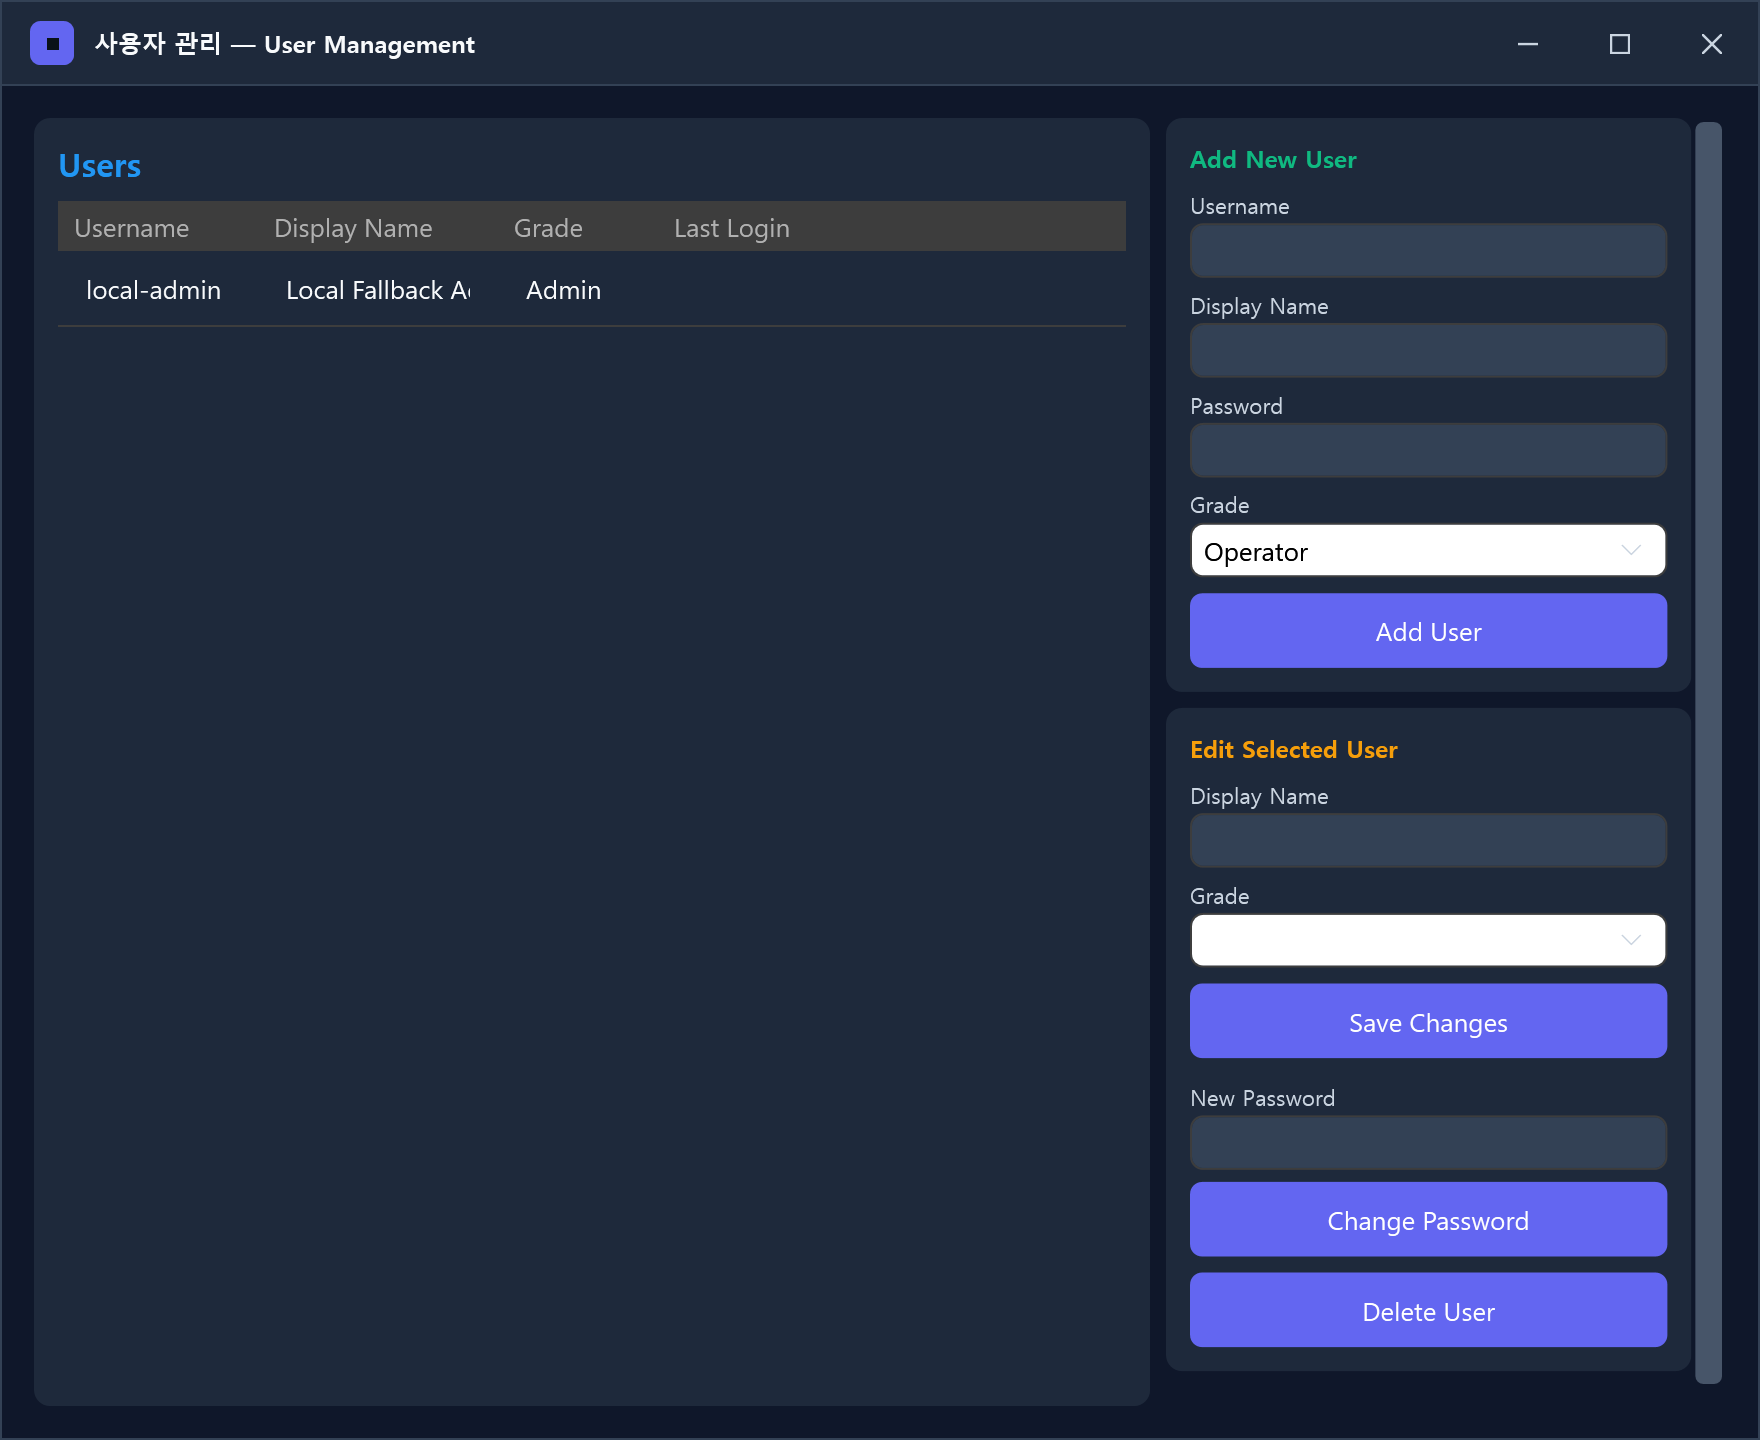 사용자 관리 — User Management
Users
Username Display Name Grade Last Login
local-admin Local Fallback Admin
Add New User
Username
Display Name
Password
Grade
Operator
Add User
Edit Selected User
Display Name
Grade
Save Changes
New Password
Change Password
Delete User